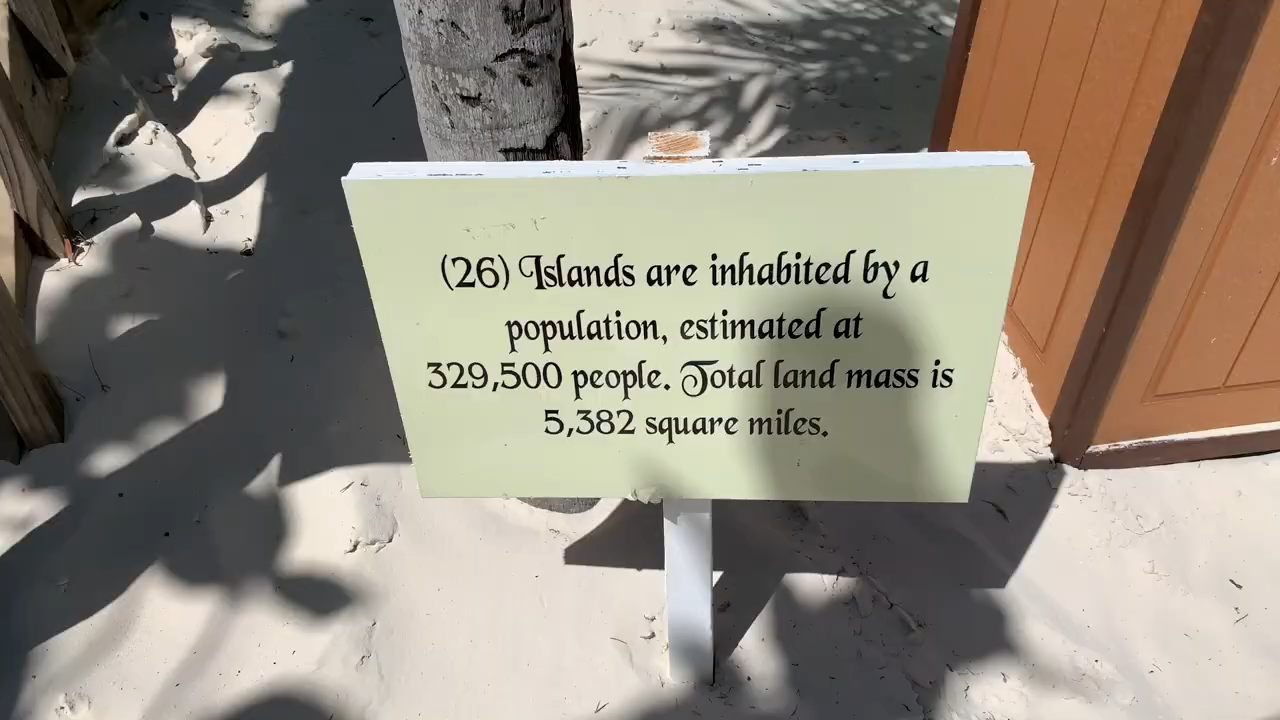 (26) Islands are inhabited by a
population, estimated at
329,500 people. Total land mass is
5,382 square miles.